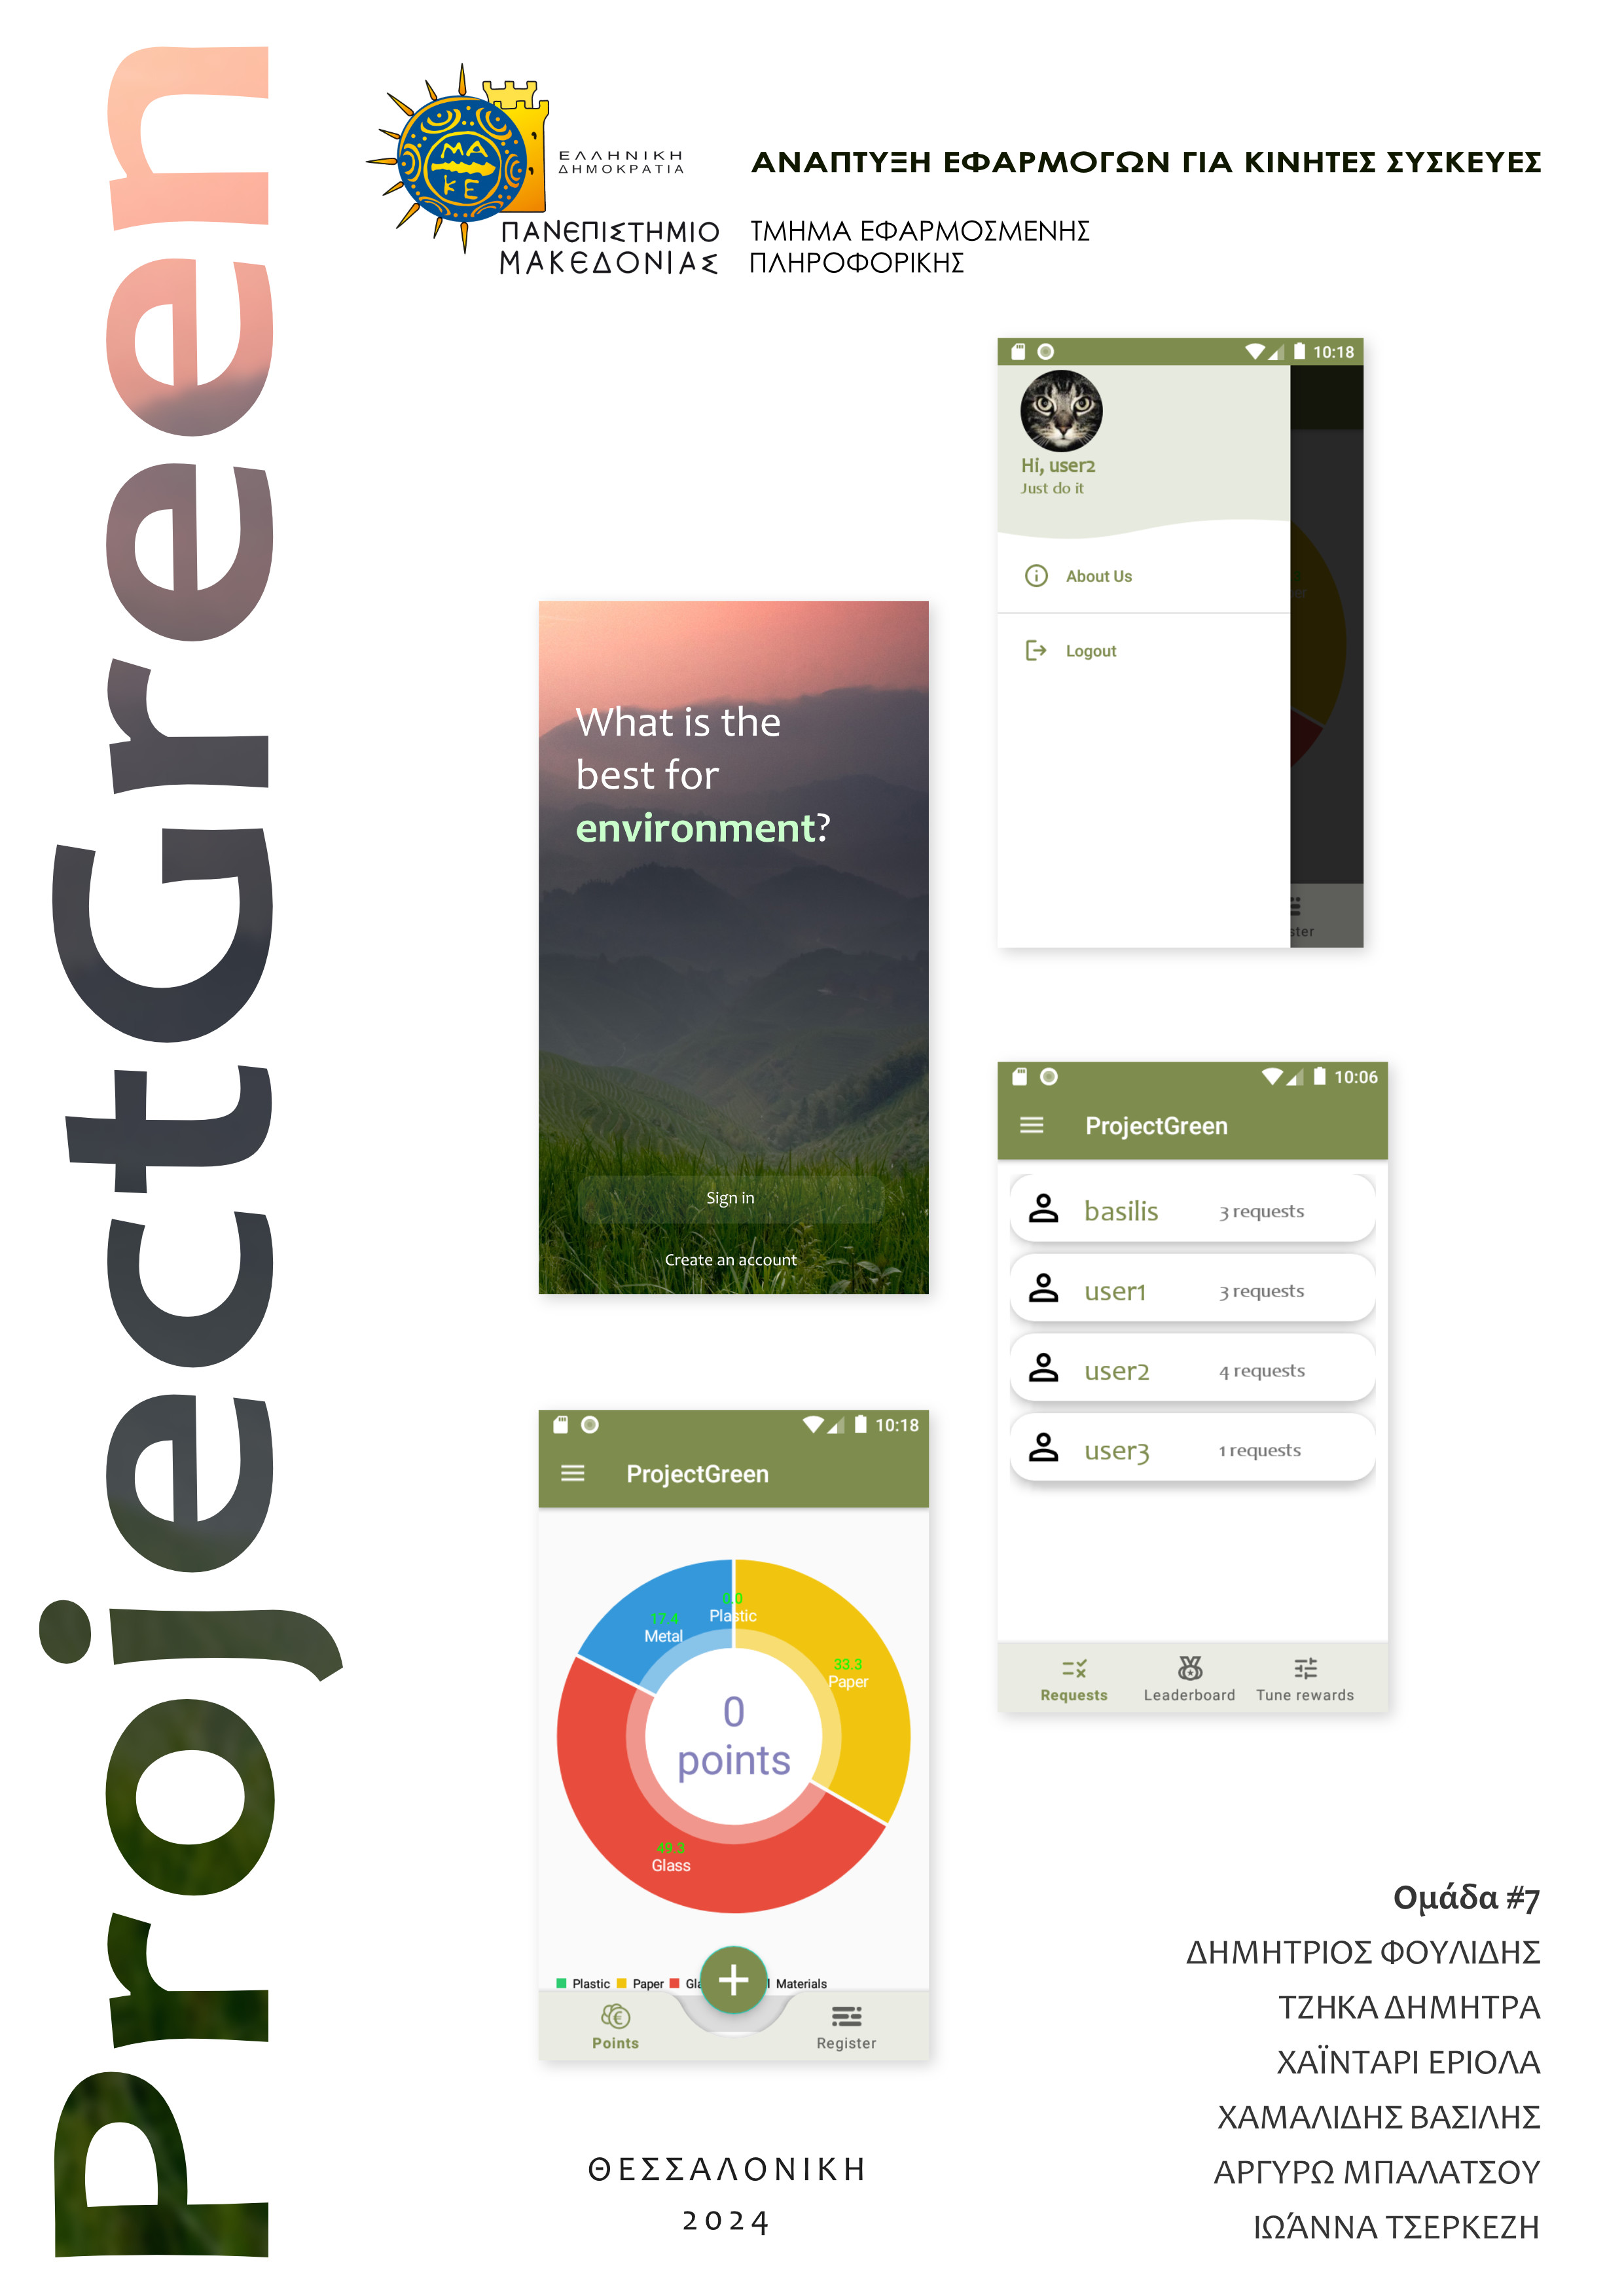 ProjectGreen
ΜΑ
ΚΕ
ΕΛΛΗΝΙΚΗ
ΔΗΜΟΚΡΑΤΙΑ
ΠΑΝΕΠΙΣΤΗΜΙΟ
ΜΑΚΕΔΟΝΙΑΣ
ΑΝΑΠΤΥΞΗ ΕΦΑΡΜΟΓΩΝ ΓΙΑ ΚΙΝΗΤΕΣ ΣΥΣΚΕΥΕΣ
ΤΜΗΜΑ ΕΦΑΡΜΟΣΜΕΝΗΣ
ΠΛΗΡΟΦΟΡΙΚΗΣ
10:18
Hi, user2
Just do it
About Us
Logout
ster
What is the
best for
environment?
Sign in
Create an account
10:06
ProjectGreen
basilis 3 requests
user1 3 requests
user2 4 requests
user3 1 requests
Requests Leaderboard Tune rewards
10:18
ProjectGreen
0.0
Plastic
17.4
Metal
33.3
Paper
0
points
49.3
Glass
Plastic Paper Gla l Materials
Points Register
Ομάδα #7
ΔΗΜΗΤΡΙΟΣ ΦΟΥΛΙΔΗΣ
ΤΖΗΚΑ ΔΗΜΗΤΡΑ
ΧΑΪΝΤΑΡΙ ΕΡΙΟΛΑ
ΧΑΜΑΛΙΔΗΣ ΒΑΣΙΛΗΣ
ΑΡΓΥΡΩ ΜΠΑΛΑΤΣΟΥ
ΙΩΆΝΝΑ ΤΣΕΡΚΕΖΗ
ΘΕΣΣΑΛΟΝΙΚΗ
2024